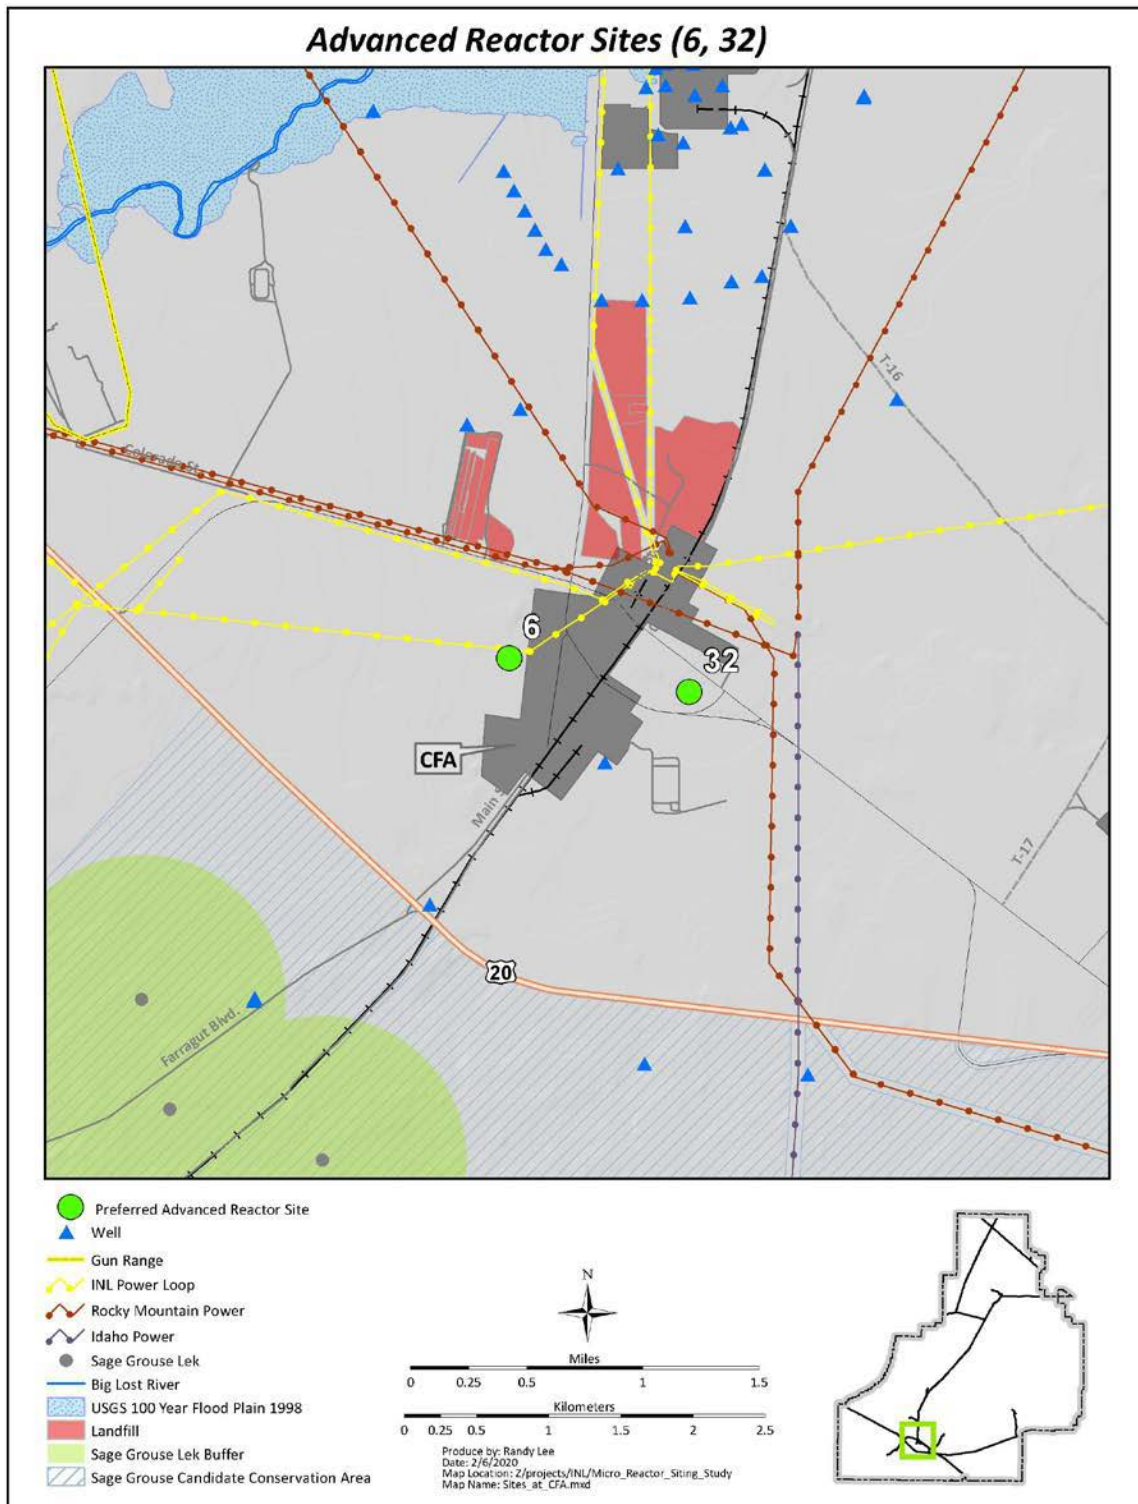 Advanced Reactor Sites (6, 32)
T-16
Colorado St.
6
32
CFA
Main S
T-17
20
Farragut Blvd.
Preferred Advanced Reactor Site
Well
Gun Range
INL Power Loop
Rocky Mountain Power
Idaho Power
Sage Grouse Lek
Big Lost River
USGS 100 Year Flood Plain 1998
Landfill
Sage Grouse Lek Buffer
Sage Grouse Candidate Conservation Area
N
Miles
0 0.25 0.5 1 1.5
Kilometers
0 0.25 0.5 1 1.5 2 2.5
Produce by: Randy Lee
Date: 2/6/2020
Map Location: Z/projects/INL/Micro_Reactor_Siting_Study
Map Name: Sites_at_CFA.mxd